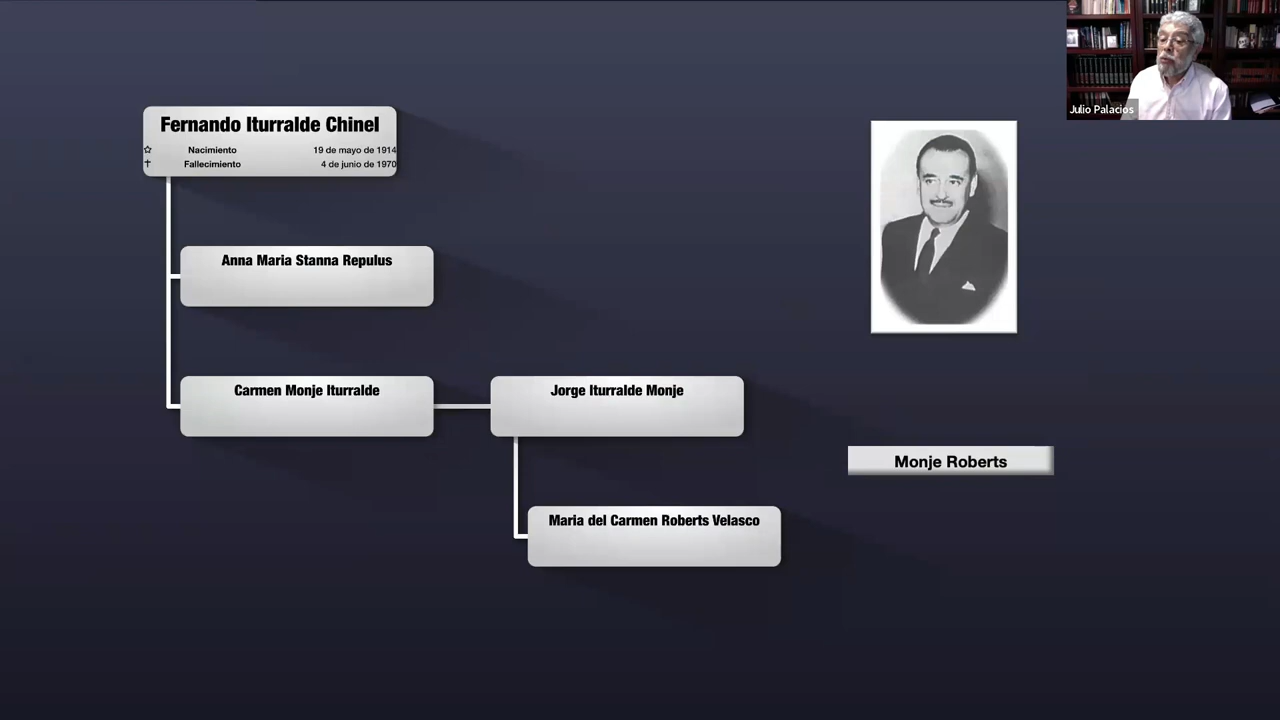 Julio Palacios
Fernando Iturralde Chinel
Nacimiento 19 de mayo de 1914
Fallecimiento 4 de junio de 1970
Anna Maria Stanna Repulus
Carmen Monje Iturralde
Jorge Iturralde Monje
Monje Roberts
Maria del Carmen Roberts Velasco